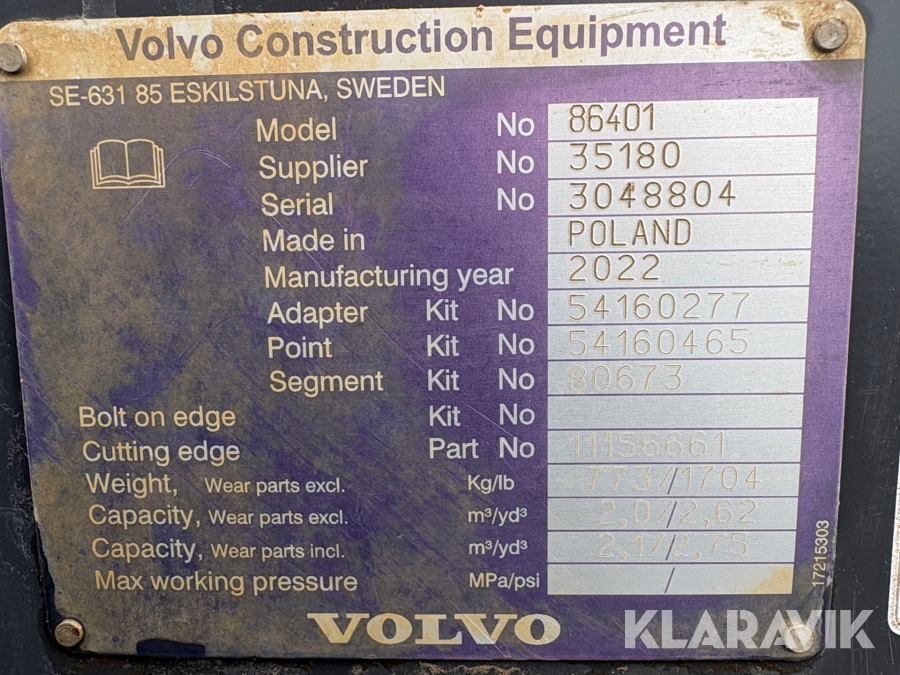 Volvo Construction Equipment
SE-631 85 ESKILSTUNA, SWEDEN
Model No 86401
Supplier No 35180
Serial No 3048804
Made in POLAND
Manufacturing year 2022
Adapter Kit No 54160277
Point Kit No 54160465
Segment Kit No 80673
Bolt on edge Kit No
Cutting edge Part No 11156661
Weight, Wear parts excl. Kg/lb 773/1704
Capacity, Wear parts excl. m³/yd³ 2,0/2,62
Capacity, Wear parts incl. m³/yd³ 2,1/2,75
Max working pressure MPa/psi /
17215303
VOLVO
KLARAVIK